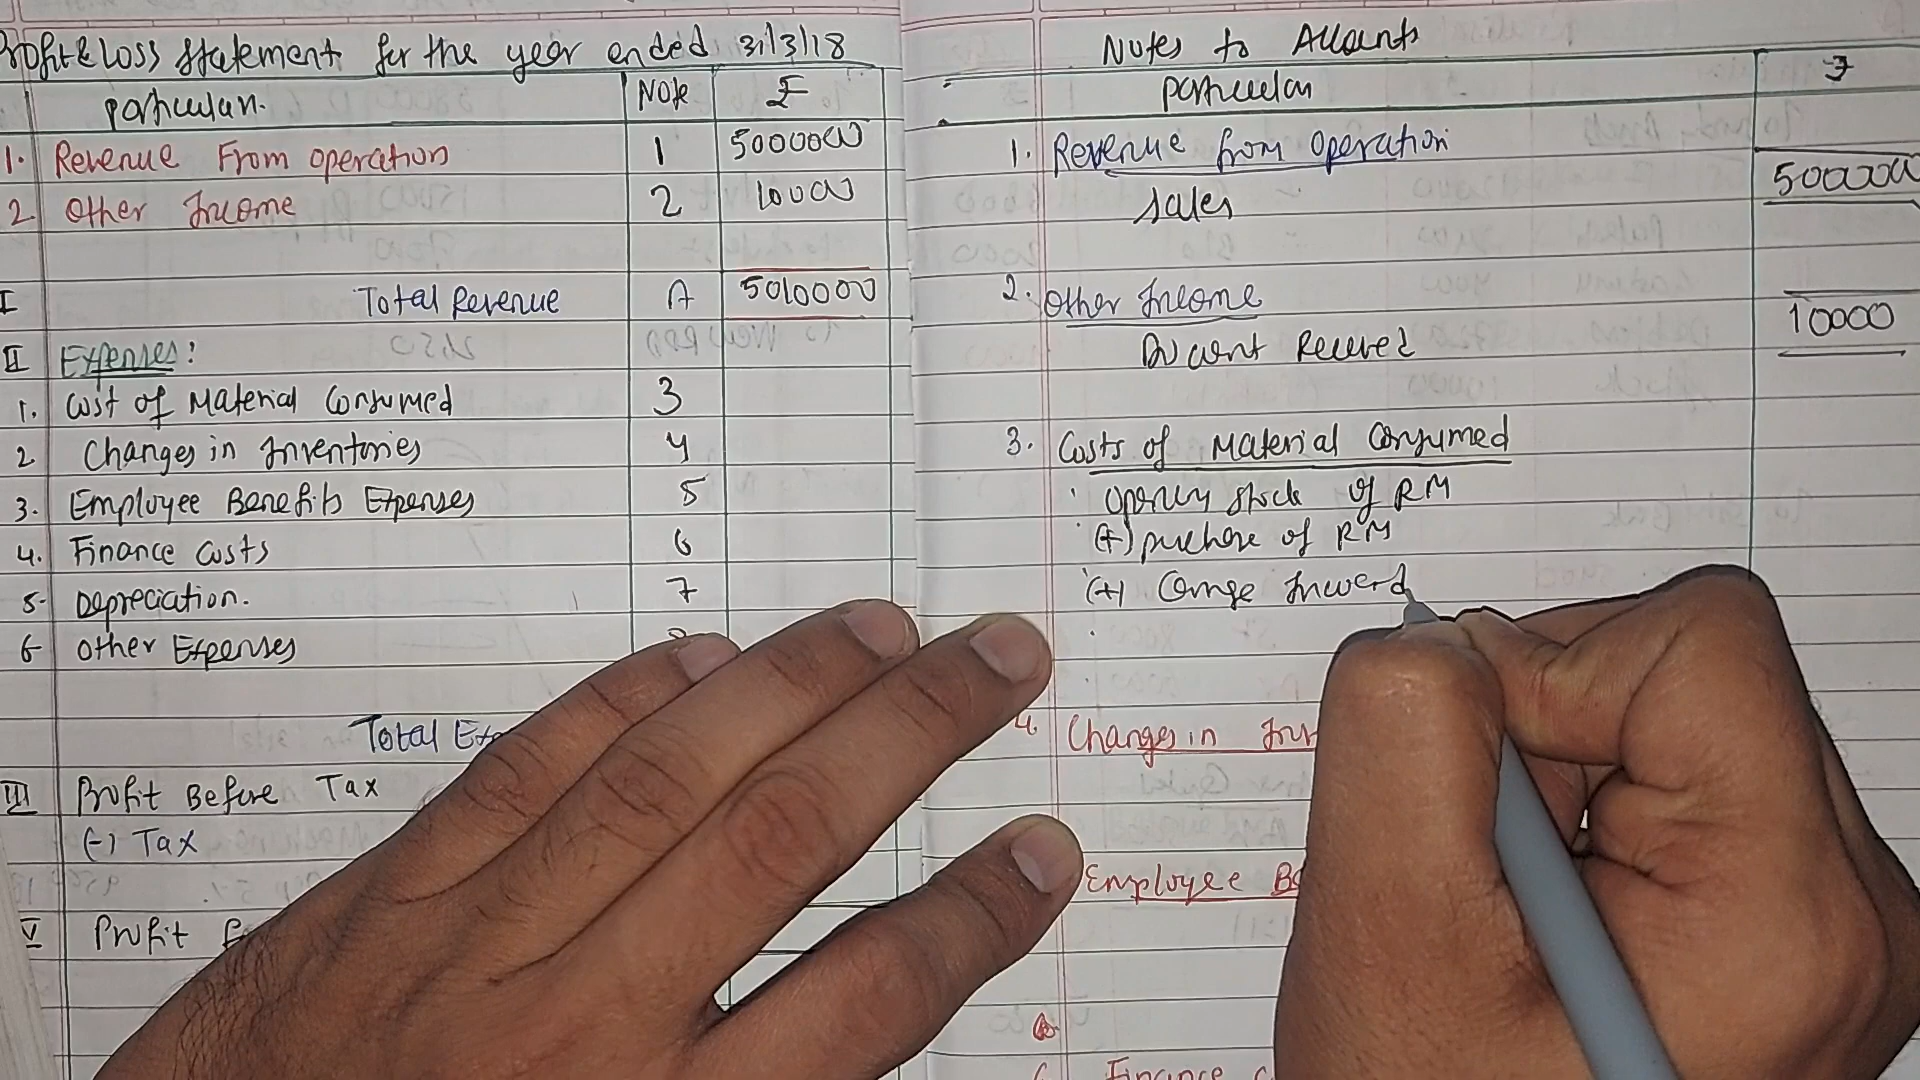 Profit & Loss Statement for the year ended 31/3/18
Particulars. Note ₹
1. Revenue From operation 1 5000000
2 Other Income 2 10000
I Total Revenue A 5010000
II Expenses:
1. Cost of Material Consumed 3
2 Changes in Inventories 4
3. Employee Benefits Expenses 5
4. Finance Costs 6
5- Depreciation. 7
6 Other Expenses
Total
III Profit Before Tax
(-) Tax
V Profit
Notes to Accounts
Particulars ₹
1. Revenue from Operation
Sales 5000000
2. Other Income
Discount Received 10000
3. Costs of Material Consumed
Opening stock of RM
(+) purchase of RM
(+) Carriage Inward
4. Changes in
Employee
Finance